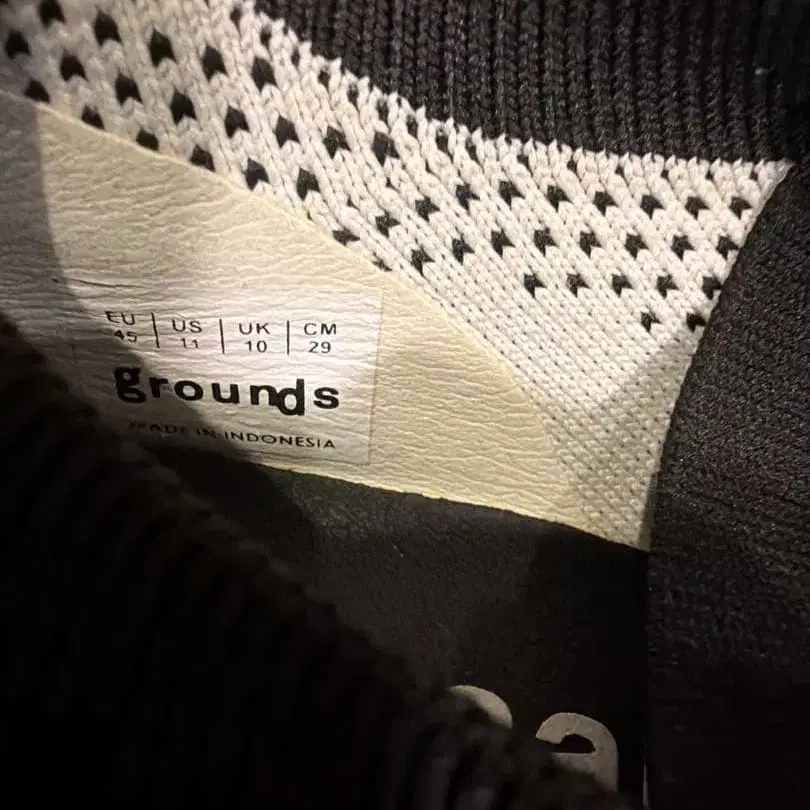 EU | US | UK | CM
45 | 11 | 10 | 29
grounds
MADE IN INDONESIA